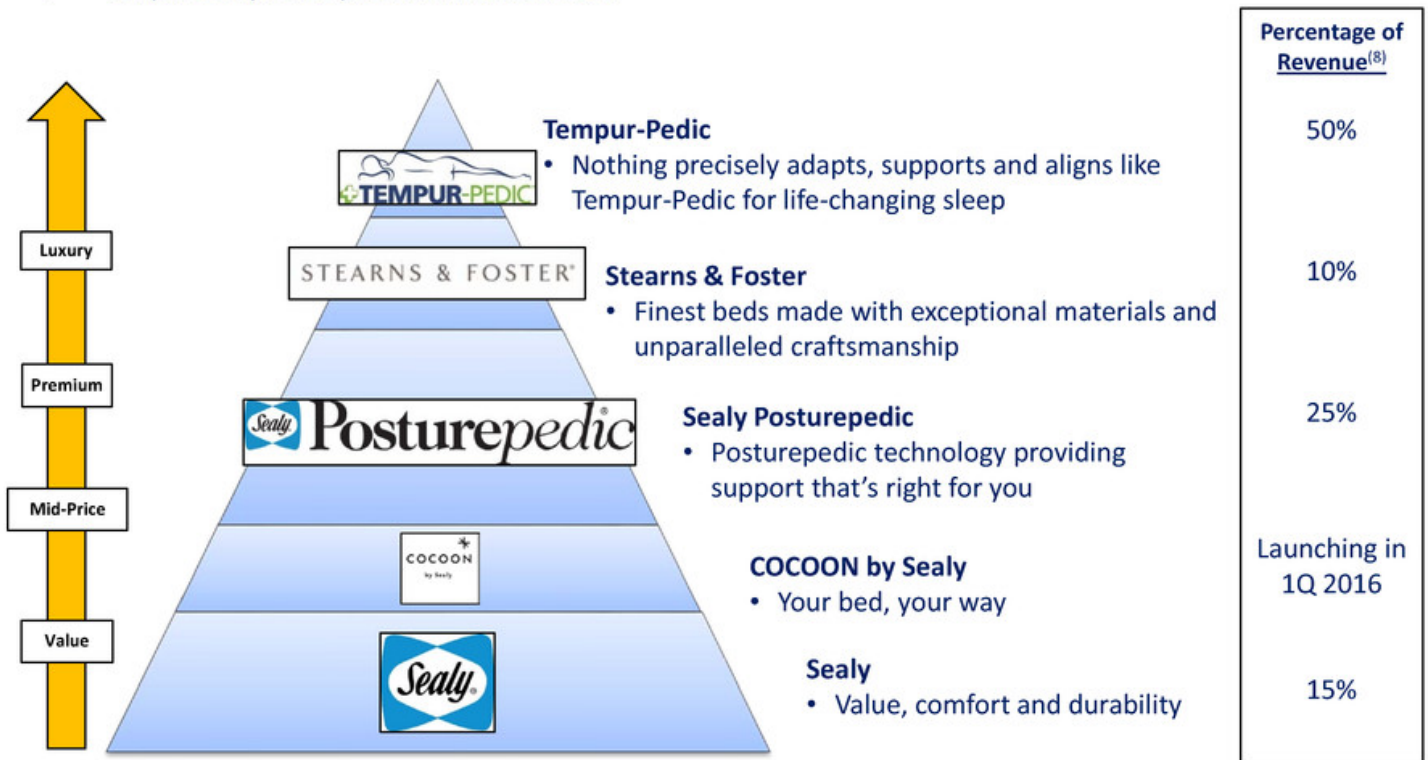 Percentage of
Revenue(8)
Tempur-Pedic
• Nothing precisely adapts, supports and aligns like
Tempur-Pedic for life-changing sleep
50%
TEMPUR-PEDIC
Luxury
STEARNS & FOSTER®
Stearns & Foster
• Finest beds made with exceptional materials and
unparalleled craftsmanship
10%
Premium
Sealy
Posturepedic®
Sealy Posturepedic
• Posturepedic technology providing
support that's right for you
25%
Mid-Price
COCOON
by Sealy
COCOON by Sealy
• Your bed, your way
Launching in
1Q 2016
Value
Sealy®
Sealy
• Value, comfort and durability
15%